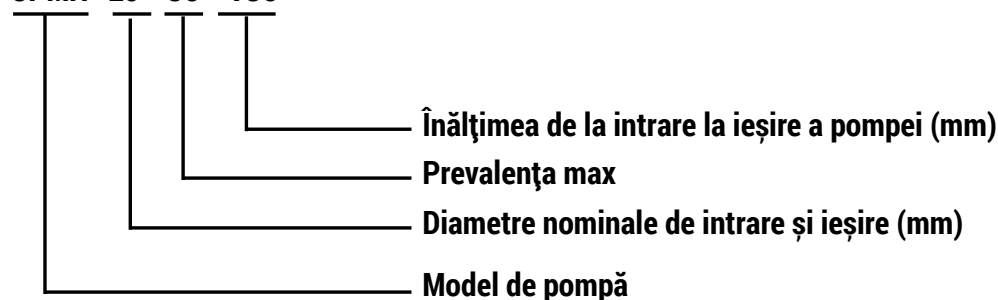 Înălţimea de la intrare la ieșire a pompei (mm)
Prevalenţa max
Diametre nominale de intrare și ieșire (mm)
Model de pompă